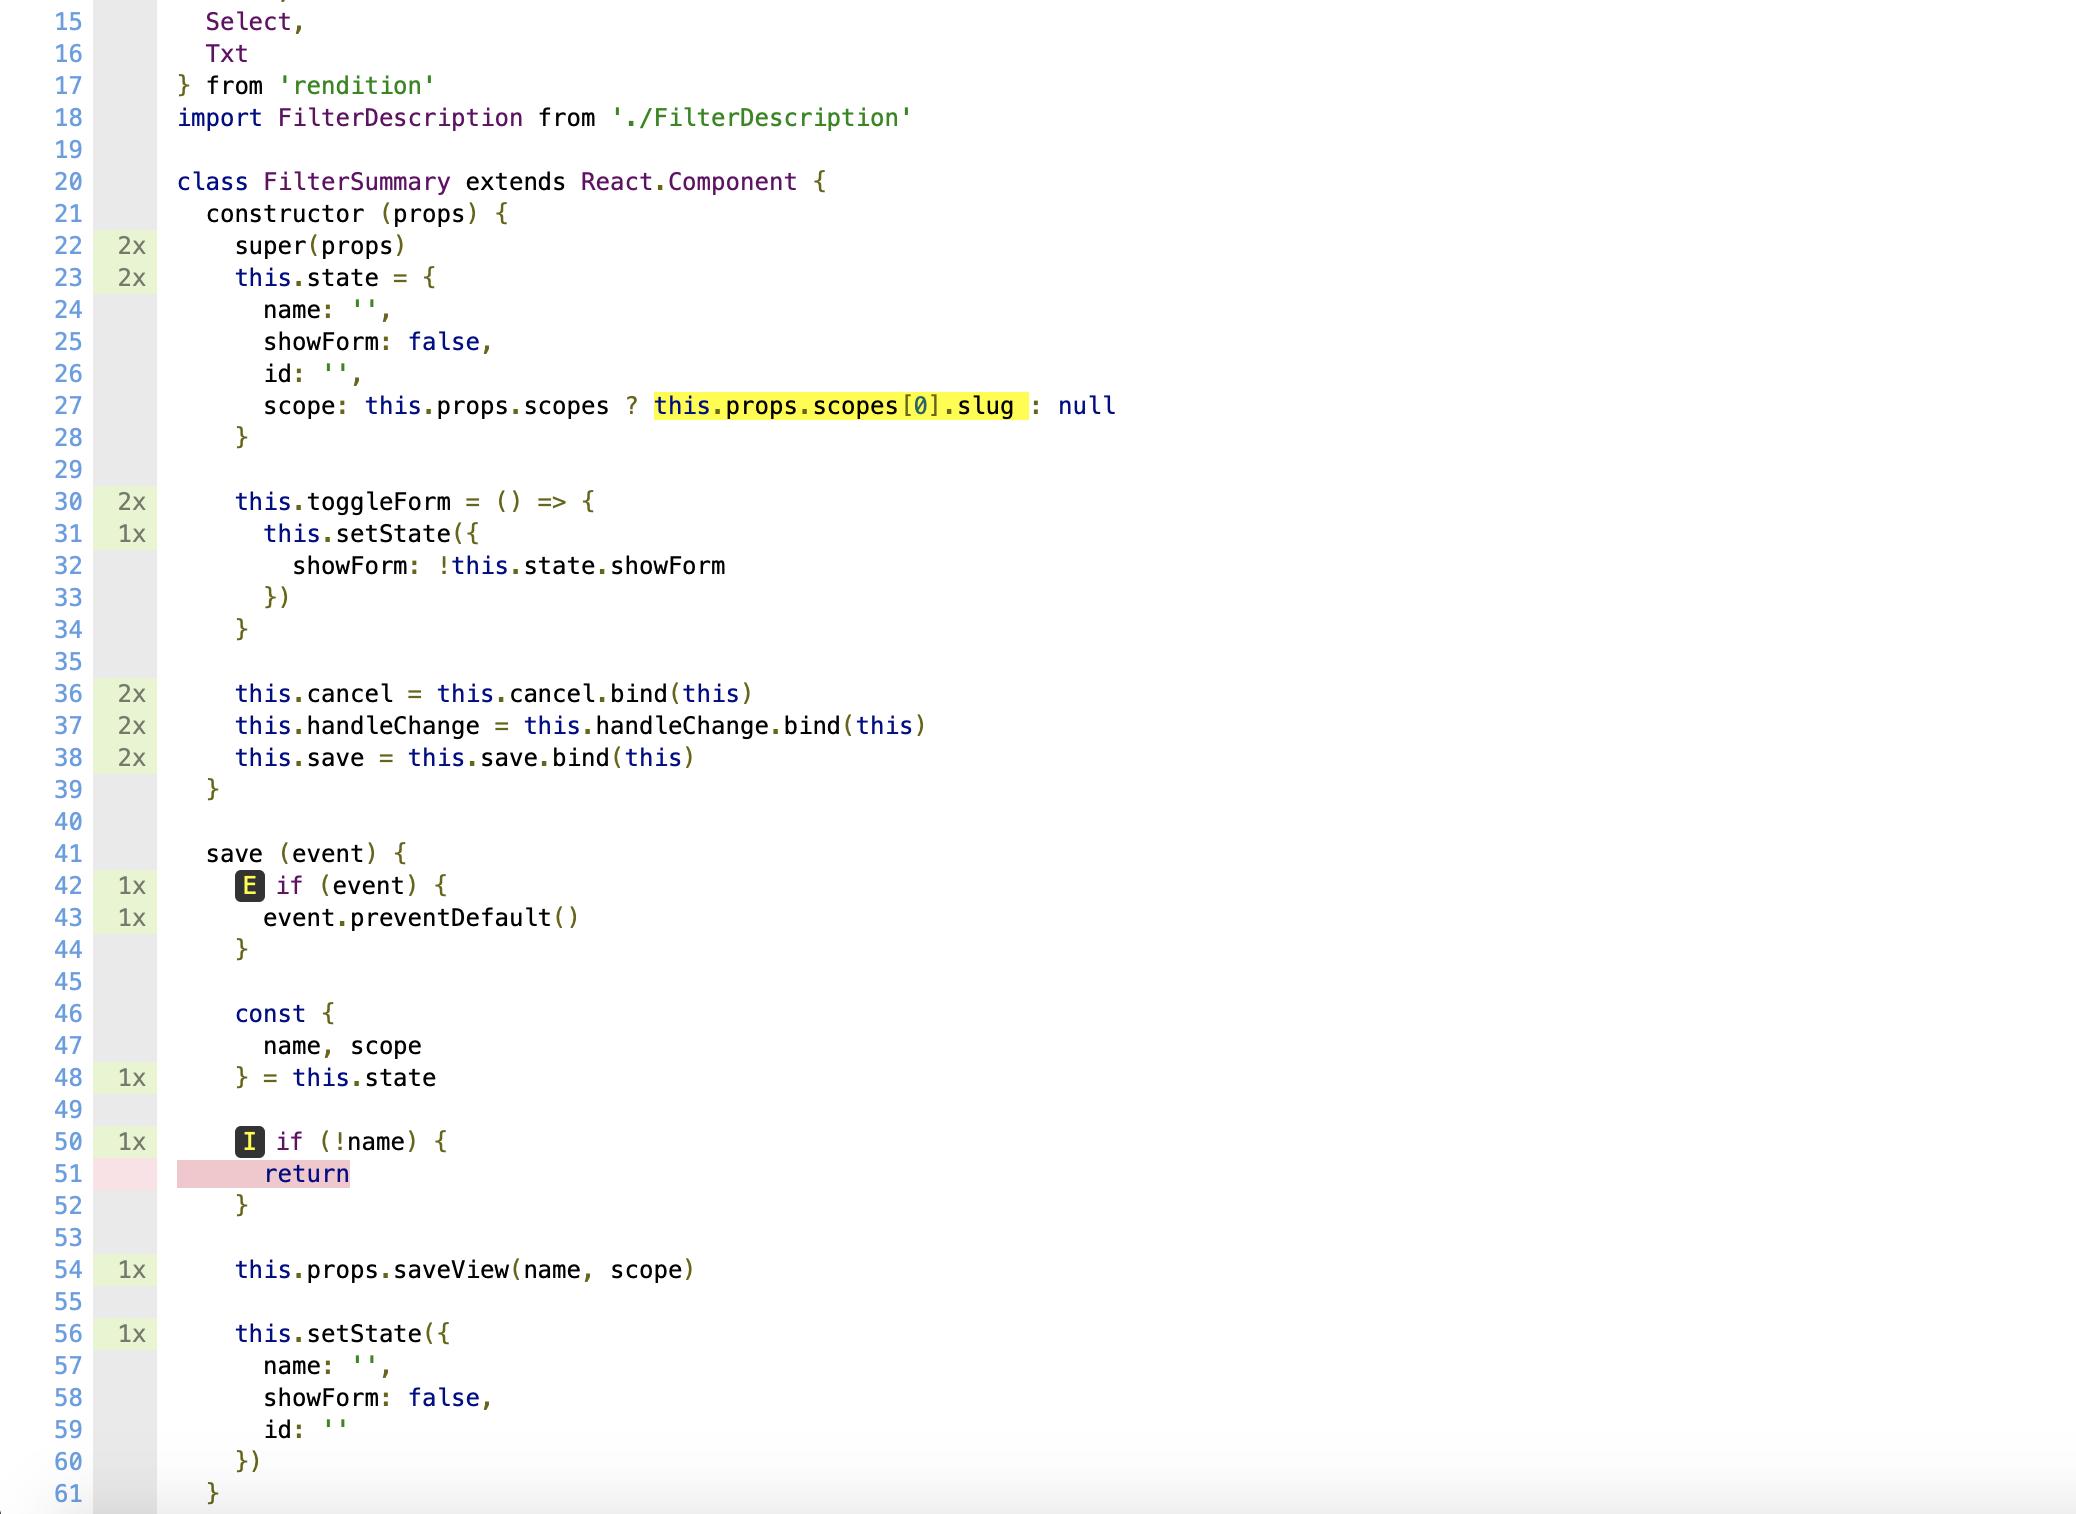 15 Select,
16 Txt
17 } from 'rendition'
18 import FilterDescription from './FilterDescription'
19
20 class FilterSummary extends React.Component {
21 constructor (props) {
22 2x super(props)
23 2x this.state = {
24 name: '',
25 showForm: false,
26 id: '',
27 scope: this.props.scopes ? this.props.scopes[0].slug : null
28 }
29
30 2x this.toggleForm = () => {
31 1x this.setState({
32 showForm: !this.state.showForm
33 })
34 }
35
36 2x this.cancel = this.cancel.bind(this)
37 2x this.handleChange = this.handleChange.bind(this)
38 2x this.save = this.save.bind(this)
39 }
40
41 save (event) {
42 1x E if (event) {
43 1x event.preventDefault()
44 }
45
46 const {
47 name, scope
48 1x } = this.state
49
50 1x I if (!name) {
51 return
52 }
53
54 1x this.props.saveView(name, scope)
55
56 1x this.setState({
57 name: '',
58 showForm: false,
59 id: ''
60 })
61 }